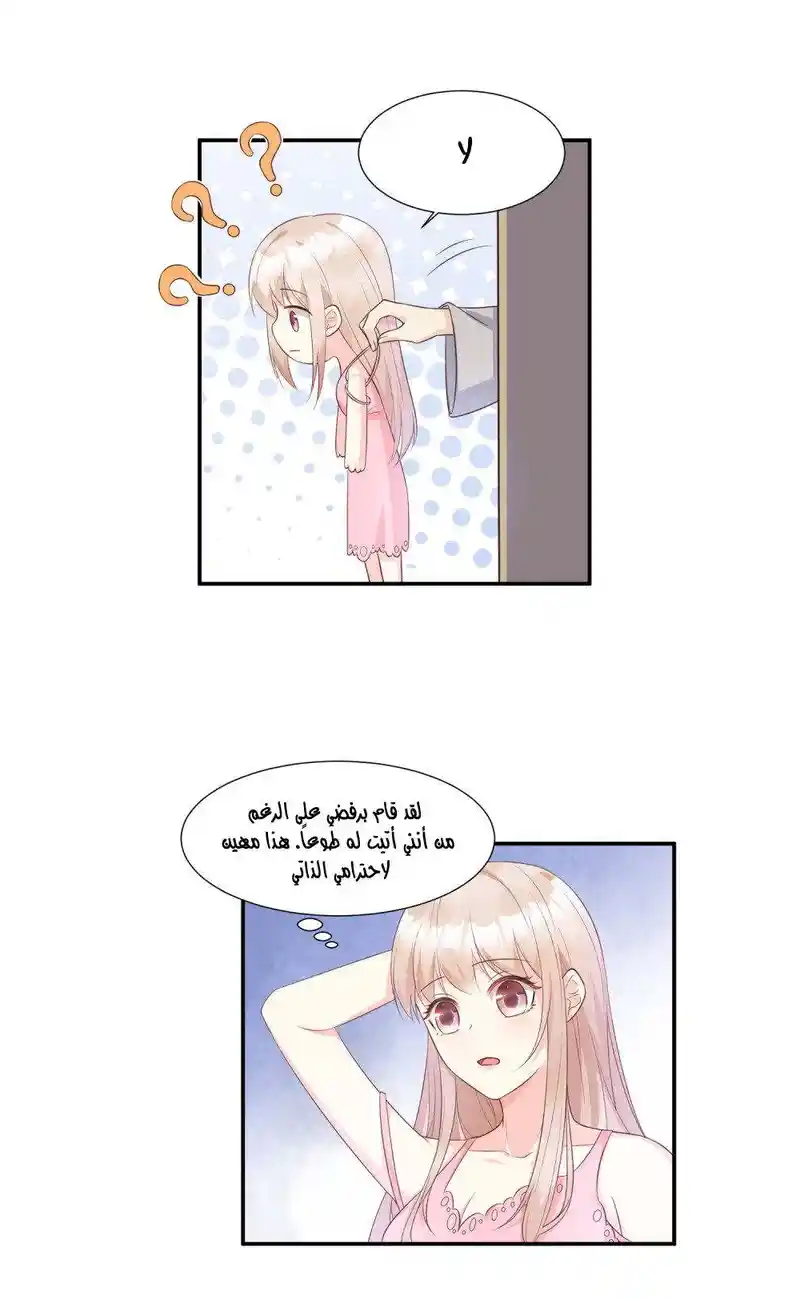 لا
لقد قام برفضي على الرغم
من أنني أتيت له طوعاً. هذا مهين
لاحترامي الذاتي